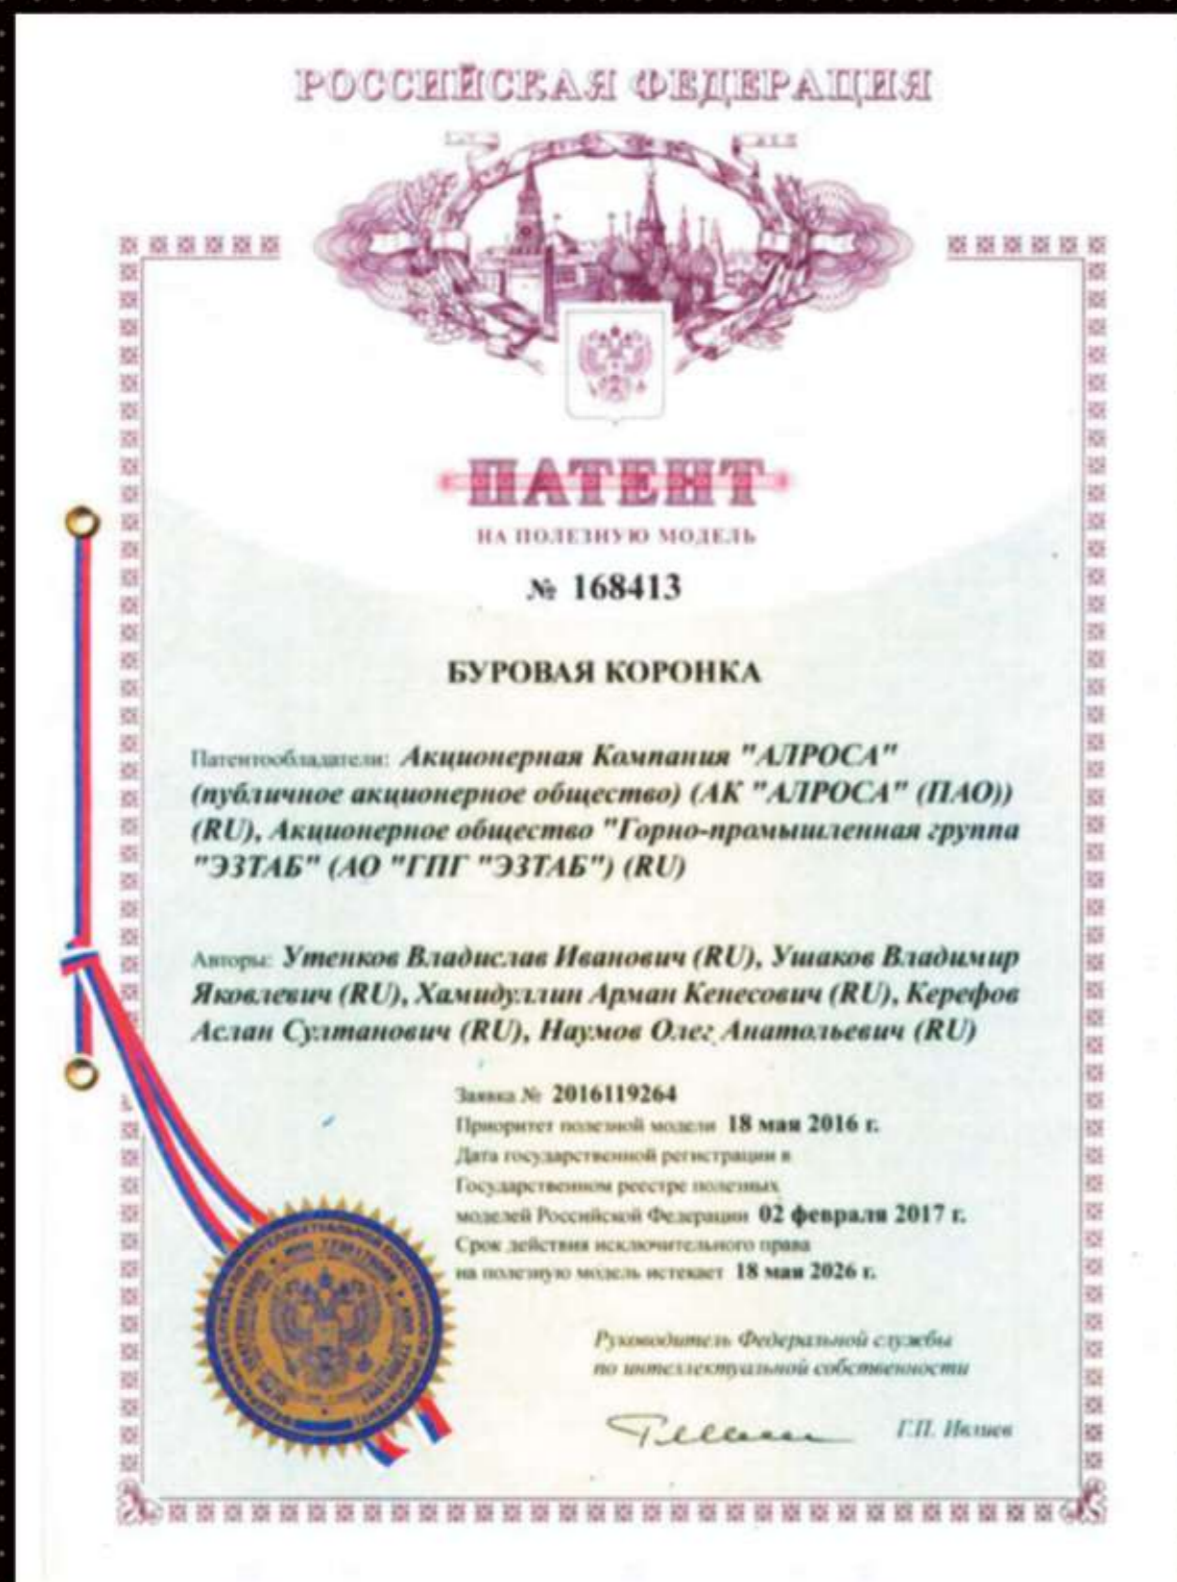 РОССИЙСКАЯ ФЕДЕРАЦИЯ
ПАТЕНТ
НА ПОЛЕЗНУЮ МОДЕЛЬ
№ 168413
БУРОВАЯ КОРОНКА
Патентообладатели: Акционерная Компания "АЛРОСА"
(публичное акционерное общество) (АК "АЛРОСА" (ПАО))
(RU), Акционерное общество "Горно-промышленная группа
"ЭЗТАБ" (АО "ГПГ "ЭЗТАБ") (RU)
Авторы: Утенков Владислав Иванович (RU), Ушаков Владимир
Яковлевич (RU), Хамидуллин Арман Кенесович (RU), Керефов
Аслан Султанович (RU), Наумов Олег Анатольевич (RU)
Заявка № 2016119264
Приоритет полезной модели 18 мая 2016 г.
Дата государственной регистрации в
Государственном реестре полезных
моделей Российской Федерации 02 февраля 2017 г.
Срок действия исключительного права
на полезную модель истекает 18 мая 2026 г.
Руководитель Федеральной службы
по интеллектуальной собственности
Г.П. Ивлиев